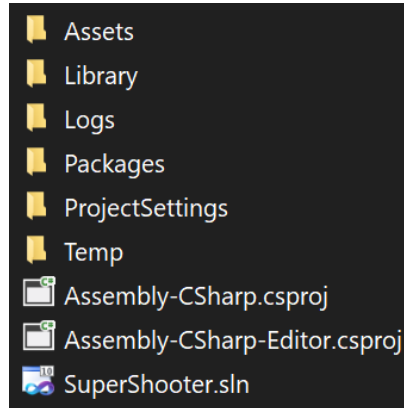 Assets
Library
Logs
Packages
ProjectSettings
Temp
Assembly-CSharp.csproj
Assembly-CSharp-Editor.csproj
SuperShooter.sln